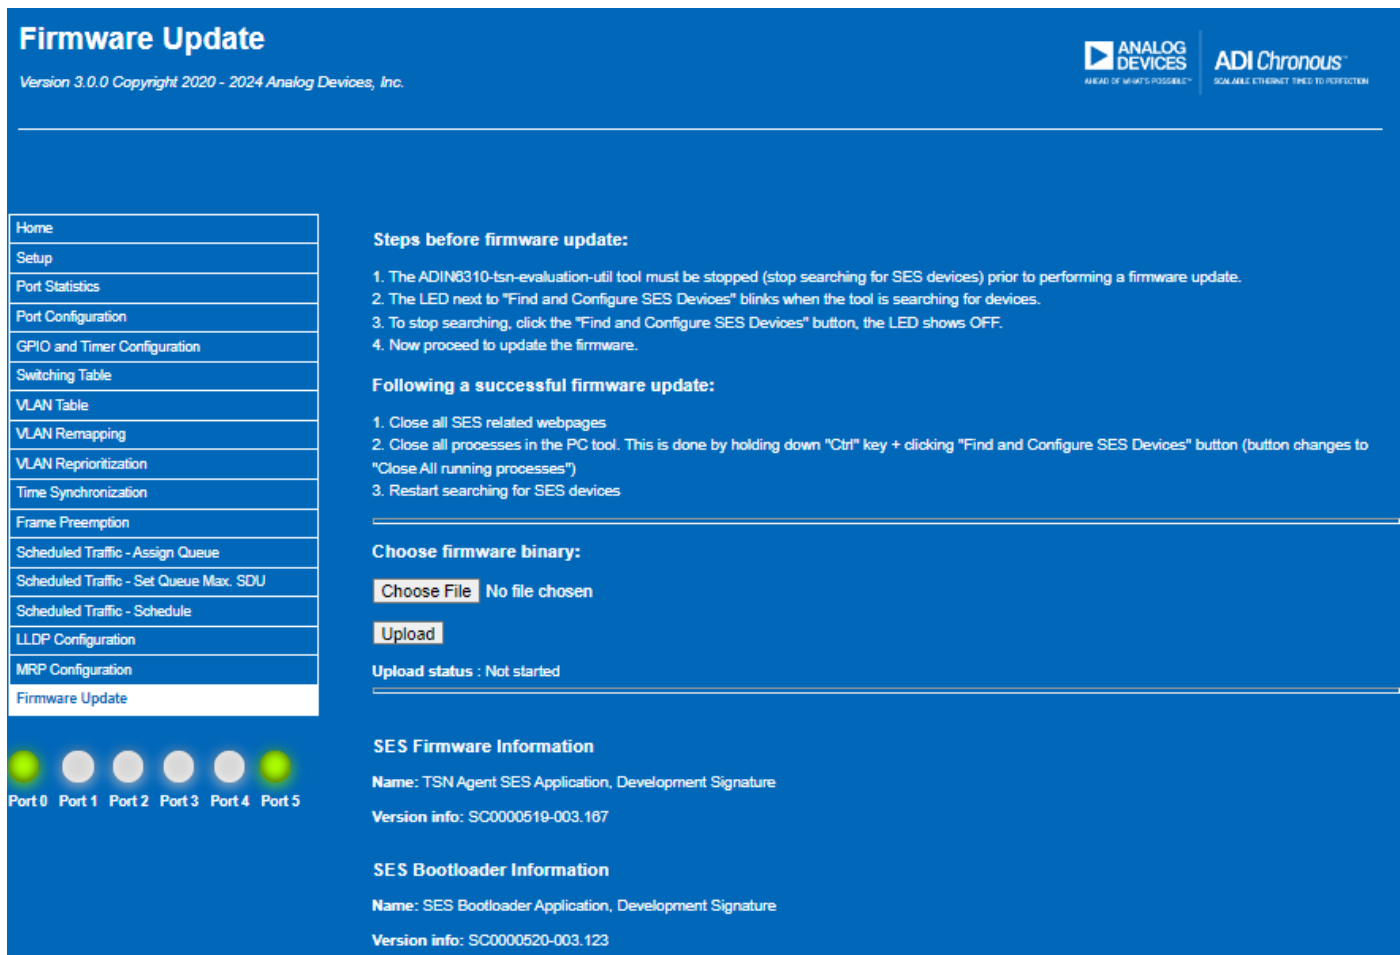 Firmware Update
Version 3.0.0 Copyright 2020 - 2024 Analog Devices, Inc.
ANALOG
DEVICES
AHEAD OF WHAT'S POSSIBLE™
ADI Chronous™
SCALABLE ETHERNET TIMED TO PERFECTION
Home
Setup
Port Statistics
Port Configuration
GPIO and Timer Configuration
Switching Table
VLAN Table
VLAN Remapping
VLAN Reprioritization
Time Synchronization
Frame Preemption
Scheduled Traffic - Assign Queue
Scheduled Traffic - Set Queue Max. SDU
Scheduled Traffic - Schedule
LLDP Configuration
MRP Configuration
Firmware Update
Port 0 Port 1 Port 2 Port 3 Port 4 Port 5
Steps before firmware update:
1. The ADIN6310-tsn-evaluation-util tool must be stopped (stop searching for SES devices) prior to performing a firmware update.
2. The LED next to "Find and Configure SES Devices" blinks when the tool is searching for devices.
3. To stop searching, click the "Find and Configure SES Devices" button, the LED shows OFF.
4. Now proceed to update the firmware.
Following a successful firmware update:
1. Close all SES related webpages
2. Close all processes in the PC tool. This is done by holding down "Ctrl" key + clicking "Find and Configure SES Devices" button (button changes to
"Close All running processes")
3. Restart searching for SES devices
Choose firmware binary:
Choose File No file chosen
Upload
Upload status : Not started
SES Firmware Information
Name: TSN Agent SES Application, Development Signature
Version info: SC0000519-003.167
SES Bootloader Information
Name: SES Bootloader Application, Development Signature
Version info: SC0000520-003.123